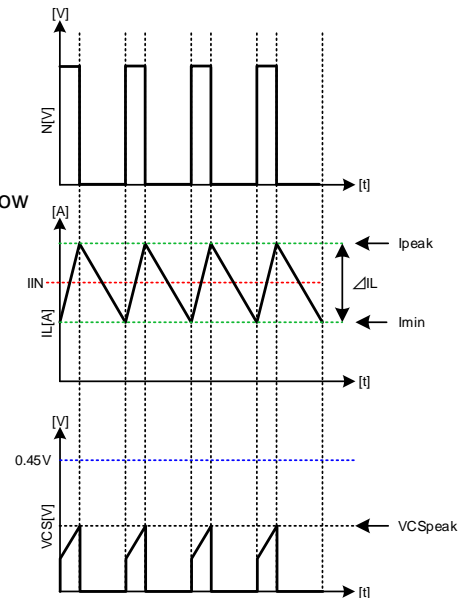 [V]
N[V]
[t]
ow
[A]
Ipeak
IIN
⊿IL
IL[A]
Imin
[t]
[V]
0.45V
VCS[V]
VCSpeak
[t]